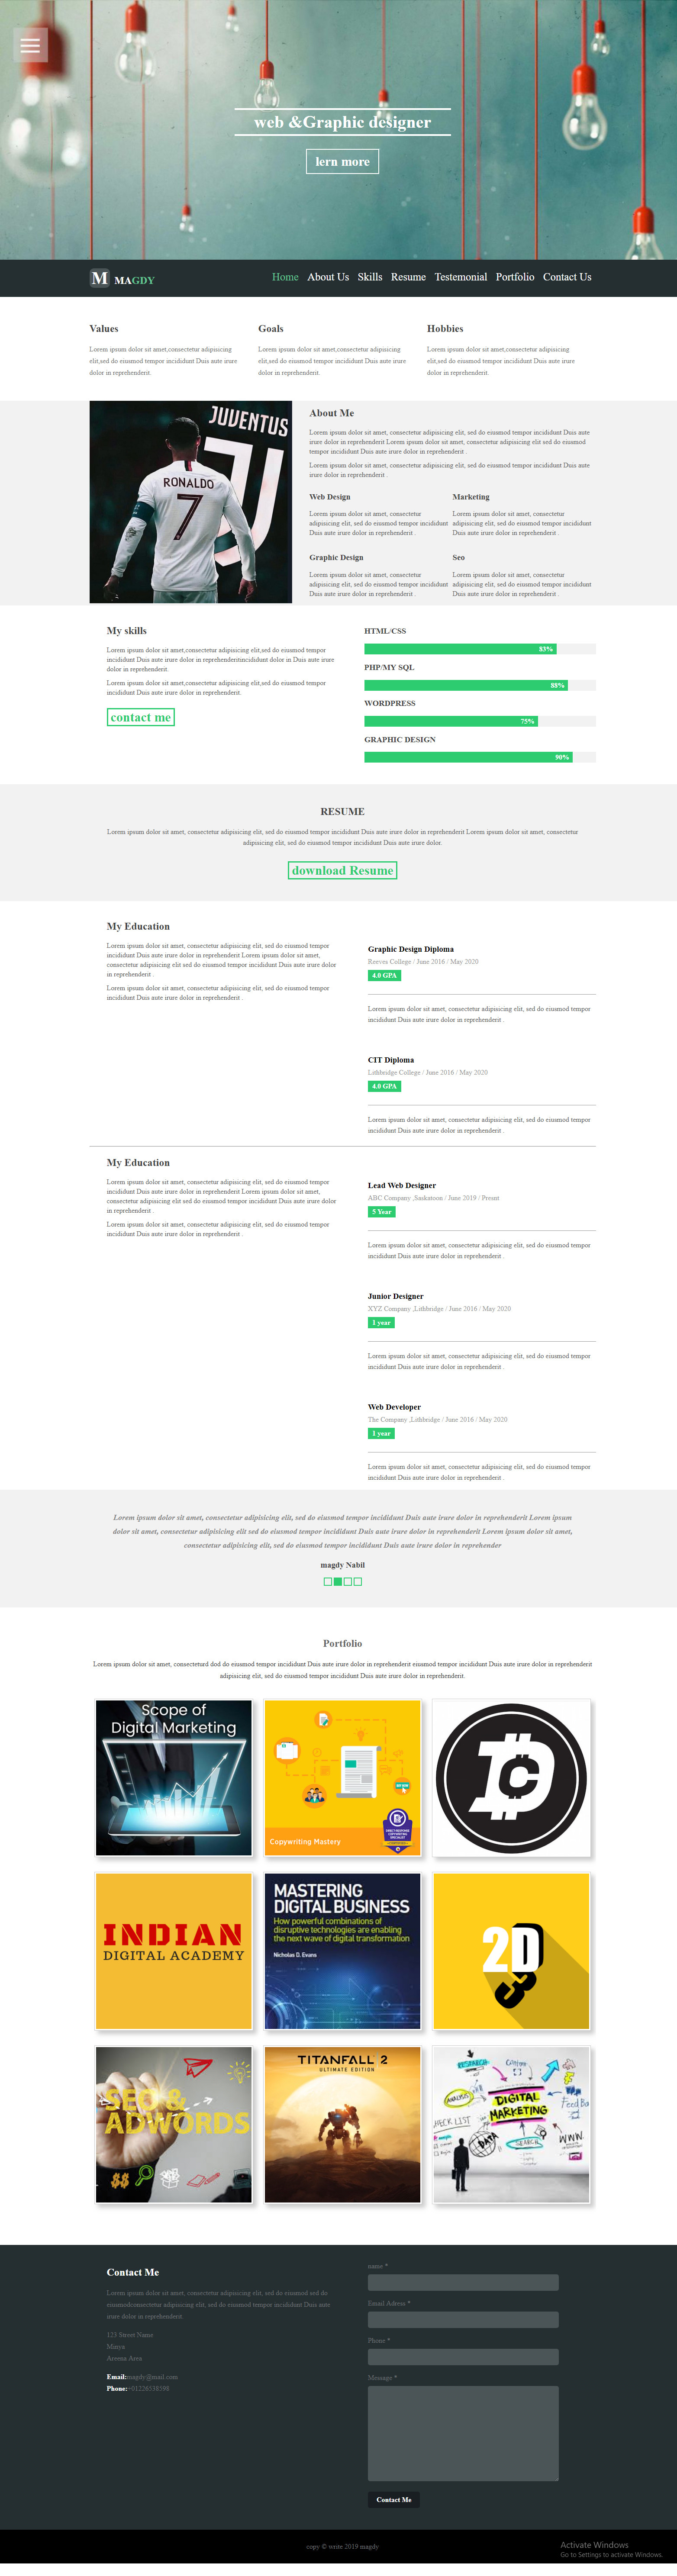 web &Graphic designer
lern more
M MAGDY
Home About Us Skills Resume Testemonial Portfolio Contact Us
Values
Lorem ipsum dolor sit amet,consectetur adipisicing
elit,sed do eiusmod tempor incididunt Duis aute irure
dolor in reprehenderit.
Goals
Lorem ipsum dolor sit amet,consectetur adipisicing
elit,sed do eiusmod tempor incididunt Duis aute irure
dolor in reprehenderit.
Hobbies
Lorem ipsum dolor sit amet,consectetur adipisicing
elit,sed do eiusmod tempor incididunt Duis aute irure
dolor in reprehenderit.
JUVENTUS
RONALDO
7
About Me
Lorem ipsum dolor sit amet, consectetur adipisicing elit, sed do eiusmod tempor incididunt Duis aute
irure dolor in reprehenderit Lorem ipsum dolor sit amet, consectetur adipisicing elit sed do eiusmod
tempor incididunt Duis aute irure dolor in reprehenderit .
Lorem ipsum dolor sit amet, consectetur adipisicing elit, sed do eiusmod tempor incididunt Duis aute
irure dolor in reprehenderit .
Web Design
Lorem ipsum dolor sit amet, consectetur
adipisicing elit, sed do eiusmod tempor incididunt
Duis aute irure dolor in reprehenderit .
Marketing
Lorem ipsum dolor sit amet, consectetur
adipisicing elit, sed do eiusmod tempor incididunt
Duis aute irure dolor in reprehenderit .
Graphic Design
Lorem ipsum dolor sit amet, consectetur
adipisicing elit, sed do eiusmod tempor incididunt
Duis aute irure dolor in reprehenderit .
Seo
Lorem ipsum dolor sit amet, consectetur
adipisicing elit, sed do eiusmod tempor incididunt
Duis aute irure dolor in reprehenderit .
My skills
Lorem ipsum dolor sit amet,consectetur adipisicing elit,sed do eiusmod tempor
incididunt Duis aute irure dolor in reprehenderitincididunt dolor in Duis aute irure
dolor in reprehenderit.
Lorem ipsum dolor sit amet,consectetur adipisicing elit,sed do eiusmod tempor
incididunt Duis aute irure dolor in reprehenderit.
contact me
HTML/CSS
83%
PHP/MY SQL
88%
WORDPRESS
75%
GRAPHIC DESIGN
90%
RESUME
Lorem ipsum dolor sit amet, consectetur adipisicing elit, sed do eiusmod tempor incididunt Duis aute irure dolor in reprehenderit Lorem ipsum dolor sit amet, consectetur
adipisicing elit, sed do eiusmod tempor incididunt Duis aute irure dolor.
download Resume
My Education
Lorem ipsum dolor sit amet, consectetur adipisicing elit, sed do eiusmod tempor
incididunt Duis aute irure dolor in reprehenderit Lorem ipsum dolor sit amet,
consectetur adipisicing elit sed do eiusmod tempor incididunt Duis aute irure dolor
in reprehenderit .
Lorem ipsum dolor sit amet, consectetur adipisicing elit, sed do eiusmod tempor
incididunt Duis aute irure dolor in reprehenderit .
Graphic Design Diploma
Reeves College / June 2016 / May 2020
4.0 GPA
Lorem ipsum dolor sit amet, consectetur adipisicing elit, sed do eiusmod tempor
incididunt Duis aute irure dolor in reprehenderit .
CIT Diploma
Lithbridge College / June 2016 / May 2020
4.0 GPA
Lorem ipsum dolor sit amet, consectetur adipisicing elit, sed do eiusmod tempor
incididunt Duis aute irure dolor in reprehenderit .
My Education
Lorem ipsum dolor sit amet, consectetur adipisicing elit, sed do eiusmod tempor
incididunt Duis aute irure dolor in reprehenderit Lorem ipsum dolor sit amet,
consectetur adipisicing elit sed do eiusmod tempor incididunt Duis aute irure dolor
in reprehenderit .
Lorem ipsum dolor sit amet, consectetur adipisicing elit, sed do eiusmod tempor
incididunt Duis aute irure dolor in reprehenderit .
Lead Web Designer
ABC Company ,Saskatoon / June 2019 / Presnt
5 Year
Lorem ipsum dolor sit amet, consectetur adipisicing elit, sed do eiusmod tempor
incididunt Duis aute irure dolor in reprehenderit .
Junior Designer
XYZ Company ,Lithbridge / June 2016 / May 2020
1 year
Lorem ipsum dolor sit amet, consectetur adipisicing elit, sed do eiusmod tempor
incididunt Duis aute irure dolor in reprehenderit .
Web Developer
The Company ,Lithbridge / June 2016 / May 2020
1 year
Lorem ipsum dolor sit amet, consectetur adipisicing elit, sed do eiusmod tempor
incididunt Duis aute irure dolor in reprehenderit .
Lorem ipsum dolor sit amet, consectetur adipisicing elit, sed do eiusmod tempor incididunt Duis aute irure dolor in reprehenderit Lorem ipsum
dolor sit amet, consectetur adipisicing elit sed do eiusmod tempor incididunt Duis aute irure dolor in reprehenderit Lorem ipsum dolor sit amet,
consectetur adipisicing elit, sed do eiusmod tempor incididunt Duis aute irure dolor in reprehenderit
magdy Nabil
Portfolio
Lorem ipsum dolor sit amet, consecteturd dod do eiusmod tempor incididunt Duis aute irure dolor in reprehenderit eiusmod tempor incididunt Duis aute irure dolor in reprehenderit
adipisicing elit, sed do eiusmod tempor incididunt Duis aute irure dolor in reprehenderit.
Scope of
Digital Marketing
Copywriting Mastery
INDIAN
DIGITAL ACADEMY
MASTERING
DIGITAL BUSINESS
How powerful combinations of
disruptive technologies are enabling
the next wave of digital transformation
Nicholas D. Evans
2D
SEO &
ADWORDS
TITANFALL 2
ULTIMATE EDITION
RESEARCH
CONTENT
ANALYSIS
DIGITAL
MARKETING
CHECK LIST
SEARCH
DATA
WWW.
Contact Me
Lorem ipsum dolor sit amet, consectetur adipisicing elit, sed do eiusmod sed do
eiusmodconsectetur adipisicing elit, sed do eiusmod tempor incididunt Duis aute
irure dolor in reprehenderit
123 Street Name
Minya
Areena Area
Email:magdy@mail.com
Phone:+01226538598
name *
Email Adress *
Phone *
Message *
Contact Me
copy © write 2019 magdy
Activate Windows
Go to Settings to activate Windows.